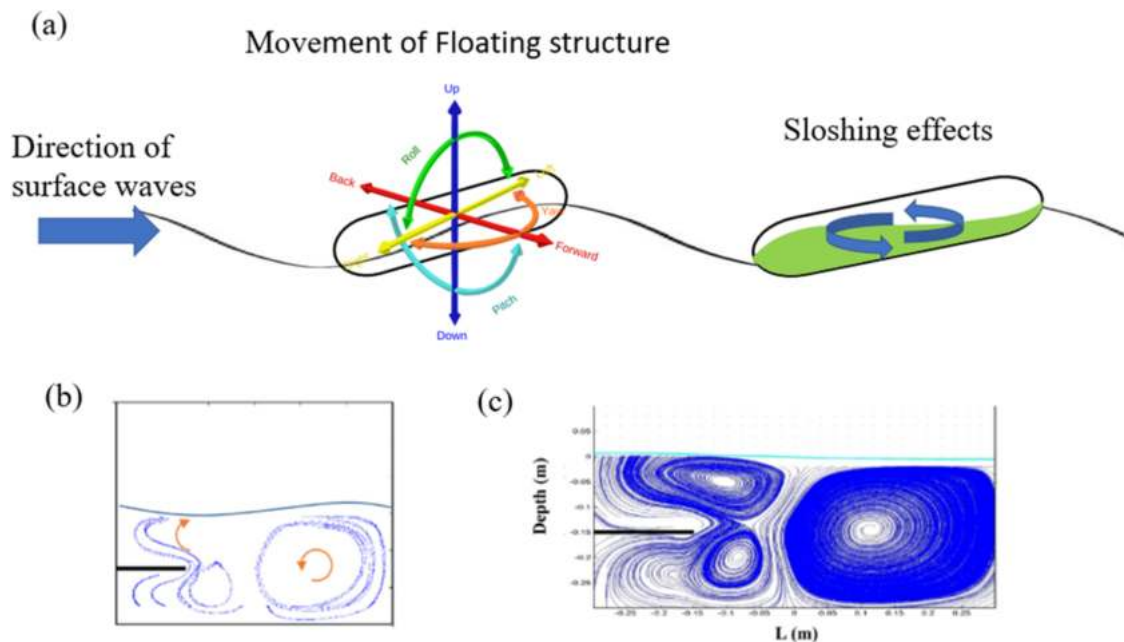 (a)
Movement of Floating structure
Up
Direction of
surface waves
Sloshing effects
Roll
Back
Yaw
Forward
Pitch
Down
(b)
(c)
Depth (m)
0.05
0
-0.05
-0.1
-0.15
-0.2
-0.25
-0.25
-0.2
-0.15
-0.1
-0.05
0
0.05
0.1
0.15
0.2
0.25
L (m)